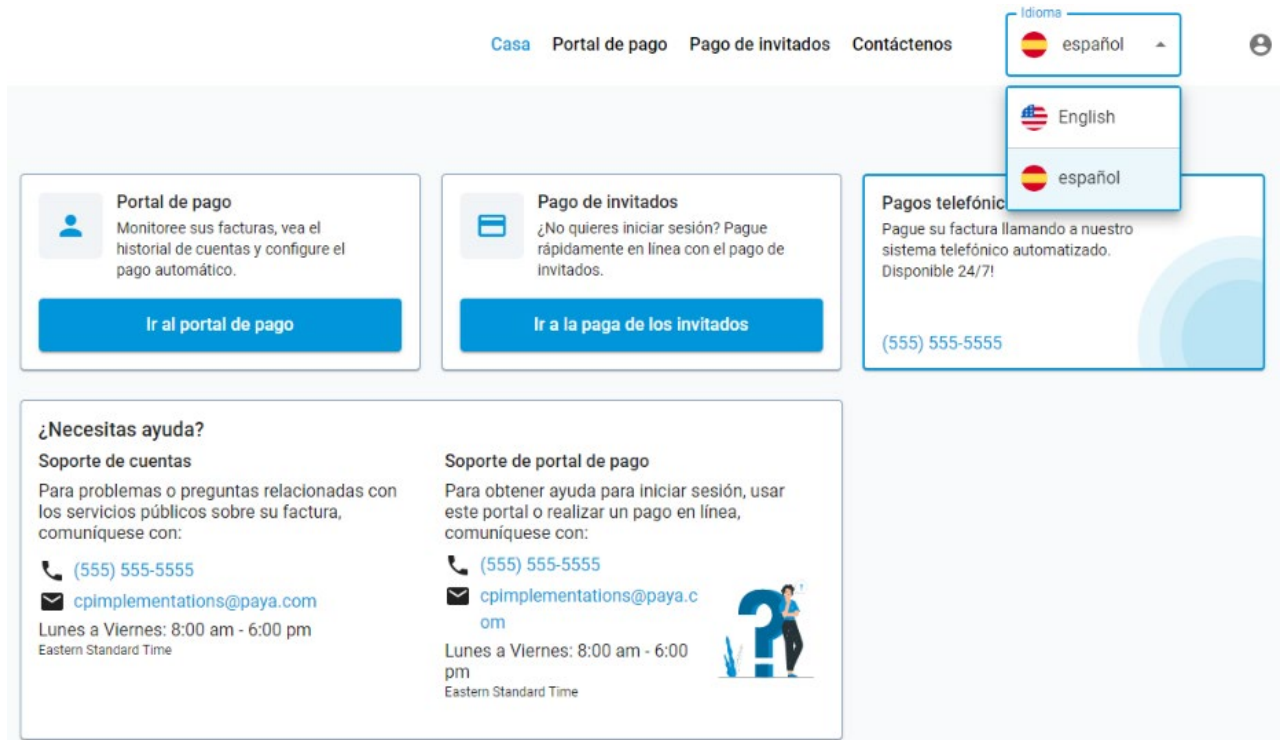 Idioma
Casa Portal de pago Pago de invitados Contáctenos español
English
español
Portal de pago
Monitoree sus facturas, vea el
historial de cuentas y configure el
pago automático.
Ir al portal de pago
Pago de invitados
¿No quieres iniciar sesión? Pague
rápidamente en línea con el pago de
invitados.
Ir a la paga de los invitados
Pagos telefónic
Pague su factura llamando a nuestro
sistema telefónico automatizado.
Disponible 24/7!
(555) 555-5555
¿Necesitas ayuda?
Soporte de cuentas
Para problemas o preguntas relacionadas con
los servicios públicos sobre su factura,
comuníquese con:
(555) 555-5555
cpimplementations@paya.com
Lunes a Viernes: 8:00 am - 6:00 pm
Eastern Standard Time
Soporte de portal de pago
Para obtener ayuda para iniciar sesión, usar
este portal o realizar un pago en línea,
comuníquese con:
(555) 555-5555
cpimplementations@paya.c
om
Lunes a Viernes: 8:00 am - 6:00
pm
Eastern Standard Time